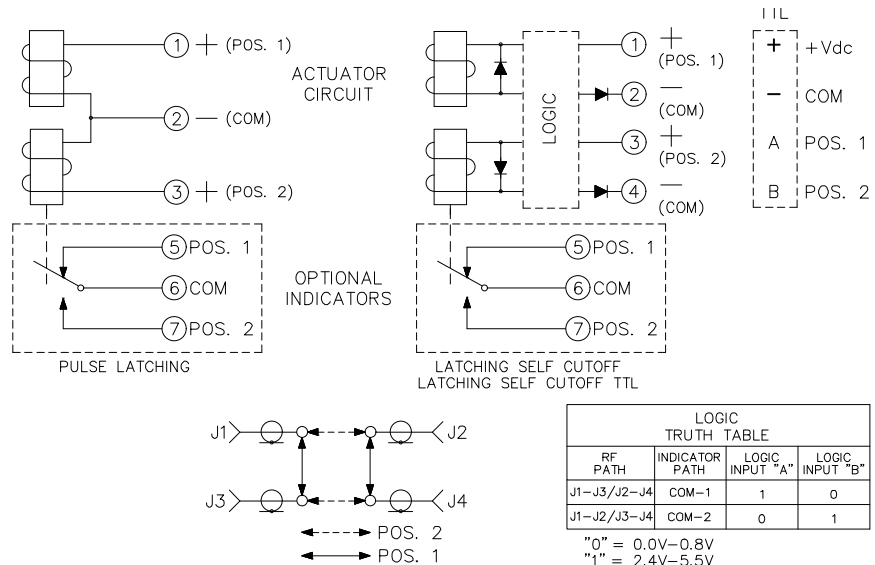 1 + (POS. 1)
ACTUATOR
CIRCUIT
2 − (COM)
3 + (POS. 2)
5 POS. 1
6 COM
7 POS. 2
PULSE LATCHING
OPTIONAL
INDICATORS
LOGIC
1 +
(POS. 1)
2 −
(COM)
3 +
(POS. 2)
4 −
(COM)
5 POS. 1
6 COM
7 POS. 2
LATCHING SELF CUTOFF
LATCHING SELF CUTOFF TTL
TTL
+ +Vdc
− COM
A POS. 1
B POS. 2
J1 J2
J3 J4
POS. 2
POS. 1
LOGIC
TRUTH TABLE
RF PATH INDICATOR PATH LOGIC INPUT "A" LOGIC INPUT "B"
J1−J3/J2−J4 COM−1 1 0
J1−J2/J3−J4 COM−2 0 1
"0" = 0.0V−0.8V
"1" = 2.4V−5.5V